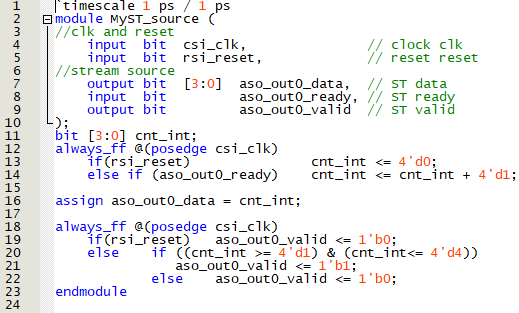 1 `timescale 1 ps / 1 ps
2 module MyST_source (
3 //clk and reset
4 input bit csi_clk, // clock clk
5 input bit rsi_reset, // reset reset
6 //stream source
7 output bit [3:0] aso_out0_data, // ST data
8 input bit aso_out0_ready, // ST ready
9 output bit aso_out0_valid // ST valid
10 );
11 bit [3:0] cnt_int;
12 always_ff @(posedge csi_clk)
13 if(rsi_reset) cnt_int <= 4'd0;
14 else if (aso_out0_ready) cnt_int <= cnt_int + 4'd1;
15
16 assign aso_out0_data = cnt_int;
17
18 always_ff @(posedge csi_clk)
19 if(rsi_reset) aso_out0_valid <= 1'b0;
20 else if ((cnt_int >= 4'd1) & (cnt_int<= 4'd4))
21 aso_out0_valid <= 1'b1;
22 else aso_out0_valid <= 1'b0;
23 endmodule
24